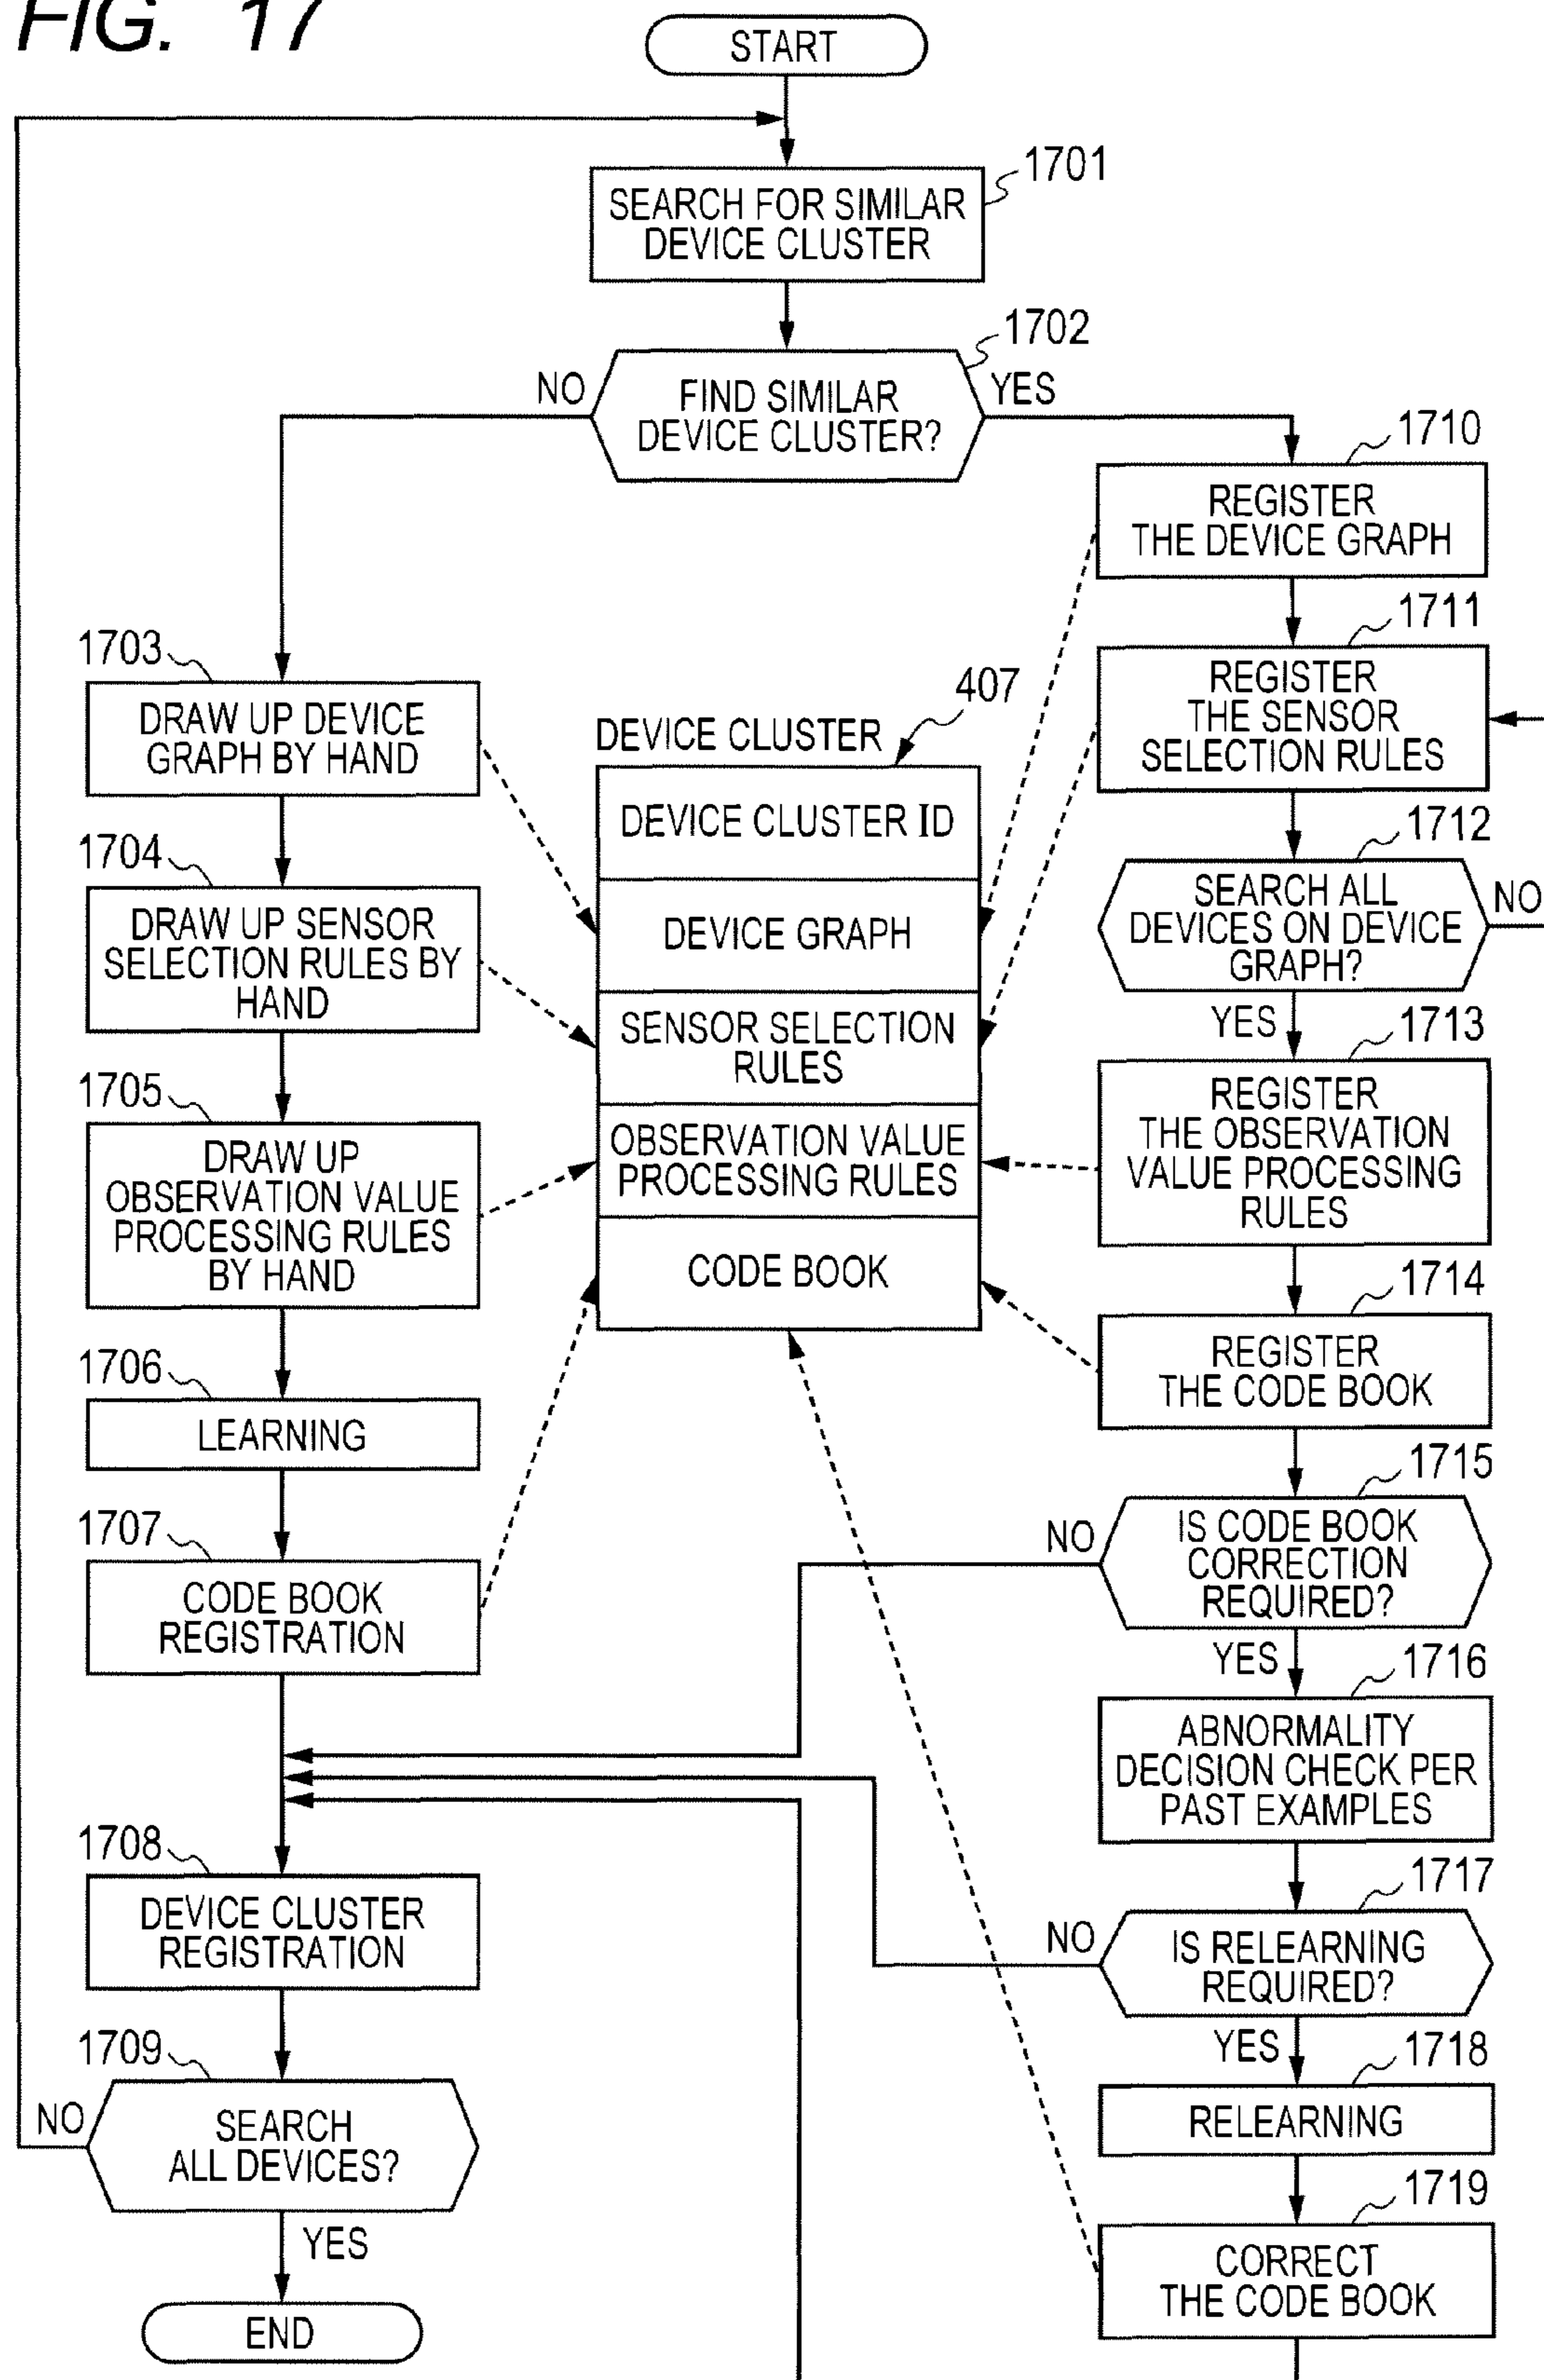 FIG. 17
START
1701
SEARCH FOR SIMILAR
DEVICE CLUSTER
1702
NO
FIND SIMILAR
DEVICE CLUSTER?
YES
1710
REGISTER
THE DEVICE GRAPH
1711
REGISTER
THE SENSOR
SELECTION RULES
1712
SEARCH ALL
DEVICES ON DEVICE
GRAPH?
NO
YES
1713
REGISTER
THE OBSERVATION
VALUE PROCESSING
RULES
1714
REGISTER
THE CODE BOOK
1715
NO
IS CODE BOOK
CORRECTION
REQUIRED?
YES
1716
ABNORMALITY
DECISION CHECK PER
PAST EXAMPLES
1717
NO
IS RELEARNING
REQUIRED?
YES
1718
RELEARNING
1719
CORRECT
THE CODE BOOK
407
DEVICE CLUSTER
DEVICE CLUSTER ID
DEVICE GRAPH
SENSOR SELECTION
RULES
OBSERVATION VALUE
PROCESSING RULES
CODE BOOK
1703
DRAW UP DEVICE
GRAPH BY HAND
1704
DRAW UP SENSOR
SELECTION RULES BY
HAND
1705
DRAW UP
OBSERVATION VALUE
PROCESSING RULES
BY HAND
1706
LEARNING
1707
CODE BOOK
REGISTRATION
1708
DEVICE CLUSTER
REGISTRATION
1709
NO
SEARCH
ALL DEVICES?
YES
END